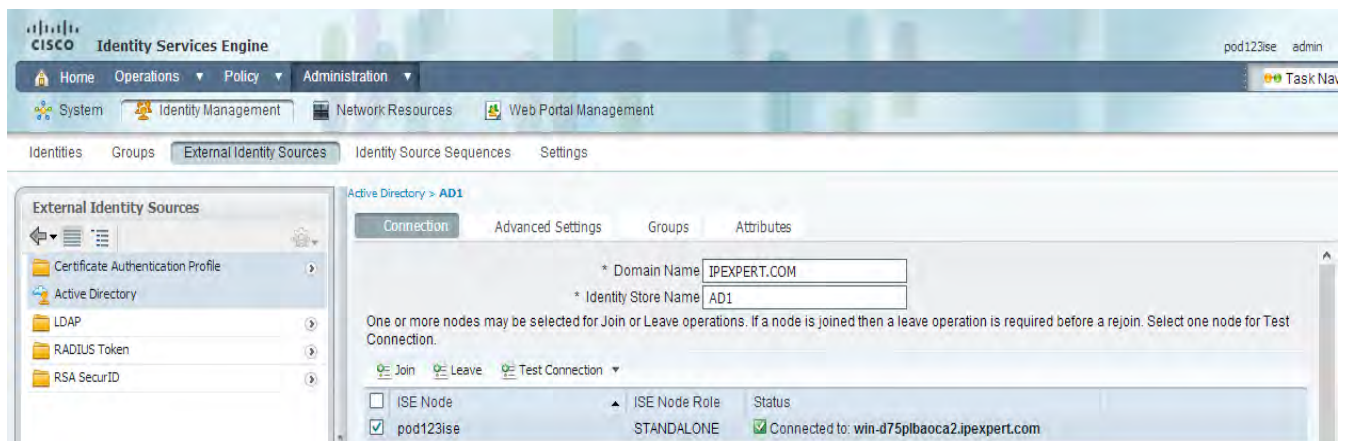 CISCO Identity Services Engine
pod123ise admin
Home Operations Policy Administration
Task Nav
System Identity Management Network Resources Web Portal Management
Identities Groups External Identity Sources Identity Source Sequences Settings
External Identity Sources
Certificate Authentication Profile
Active Directory
LDAP
RADIUS Token
RSA SecurID
Active Directory > AD1
Connection Advanced Settings Groups Attributes
* Domain Name IPEXPERT.COM
* Identity Store Name AD1
One or more nodes may be selected for Join or Leave operations. If a node is joined then a leave operation is required before a rejoin. Select one node for Test
Connection.
Join Leave Test Connection
ISE Node ISE Node Role Status
pod123ise STANDALONE Connected to: win-d75plbaoca2.ipexpert.com